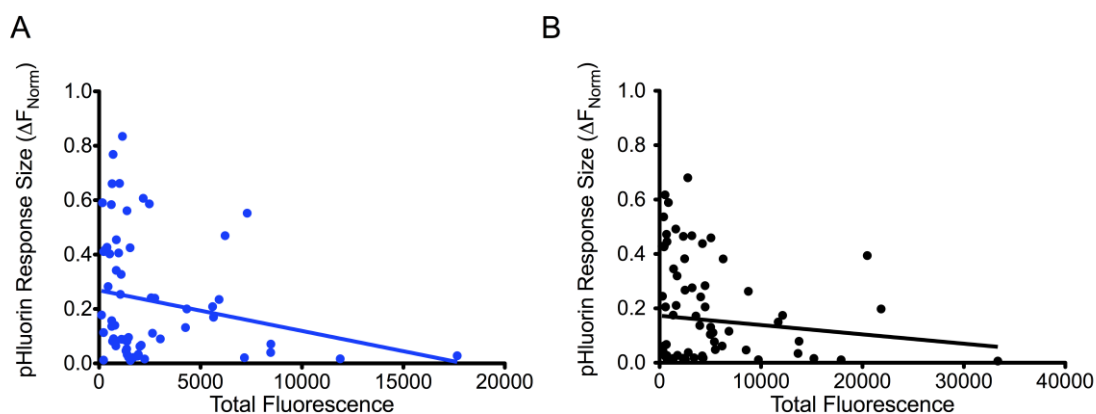 A
pHluorin Response Size (ΔF_Norm)
1.0
0.8
0.6
0.4
0.2
0.0
0 5000 10000 15000 20000
Total Fluorescence
B
pHluorin Response Size (ΔF_Norm)
1.0
0.8
0.6
0.4
0.2
0.0
0 10000 20000 30000 40000
Total Fluorescence